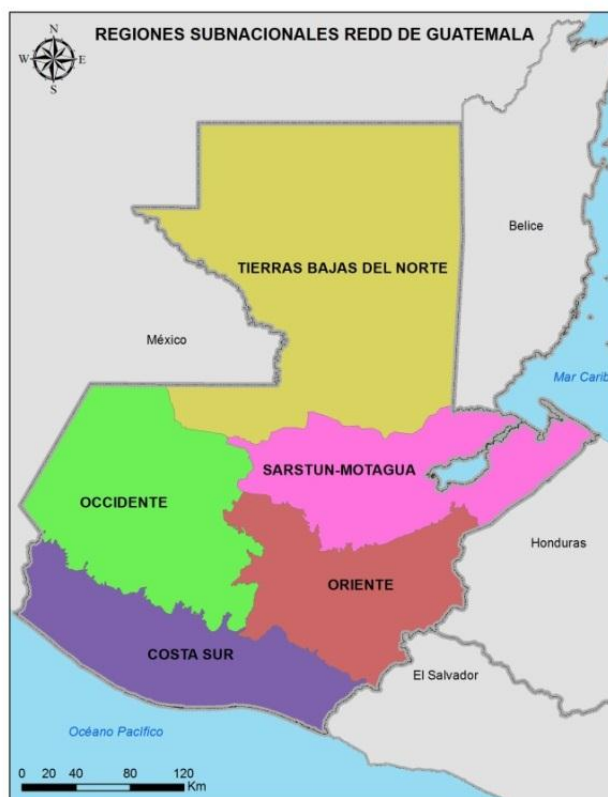 REGIONES SUBNACIONALES REDD DE GUATEMALA
N
W E
S
TIERRAS BAJAS DEL NORTE
Belice
México
Mar Carib
SARSTUN-MOTAGUA
OCCIDENTE
Honduras
ORIENTE
COSTA SUR
El Salvador
Océano Pacífico
0 20 40 80 120
Km